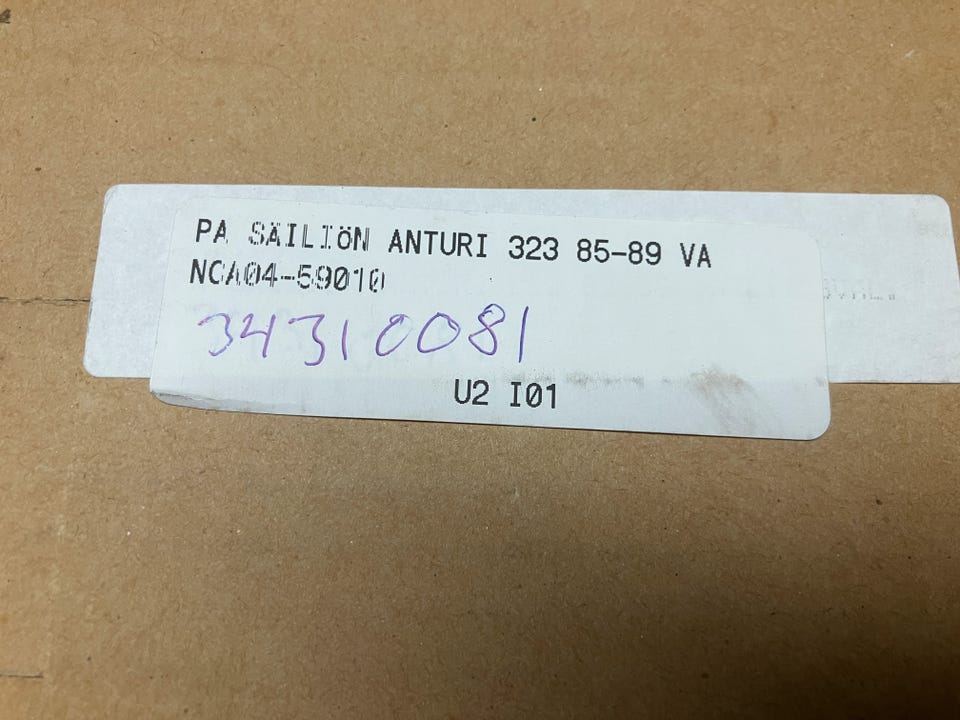 PA SÄILIÖN ANTURI 323 85-89 VA
NCA04-59010
34310081
U2 I01